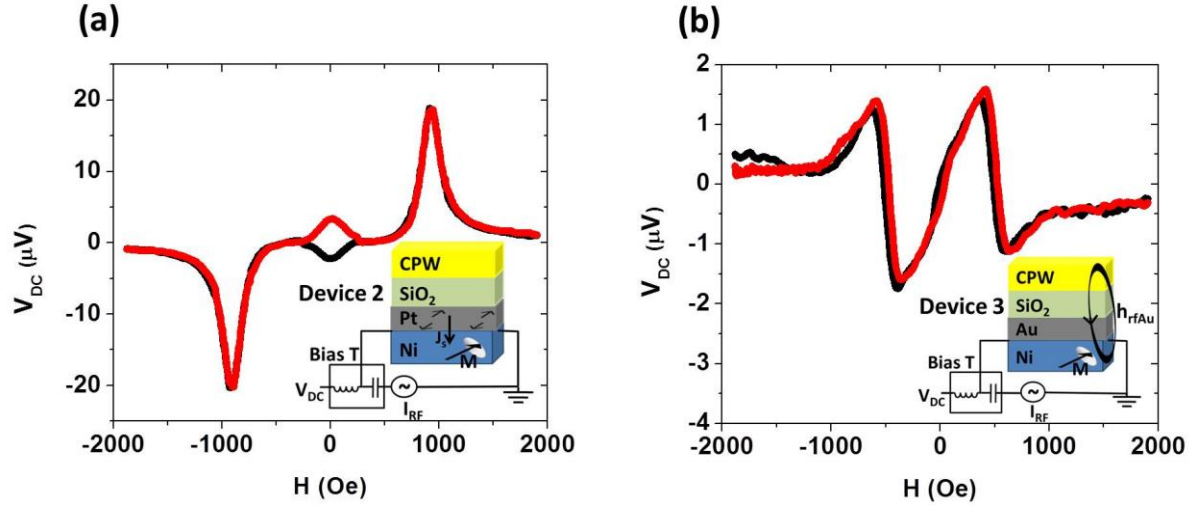 (a)
V_DC (μV)
20
10
0
-10
-20
-2000 -1000 0 1000 2000
H (Oe)
Device 2
CPW
SiO₂
Pt
J_s
Ni
M
Bias T
V_DC
I_RF
(b)
V_DC (μV)
2
1
0
-1
-2
-3
-4
-2000 -1000 0 1000 2000
H (Oe)
Device 3
CPW
SiO₂
Au
Ni
M
h_rfAu
Bias T
V_DC
I_RF